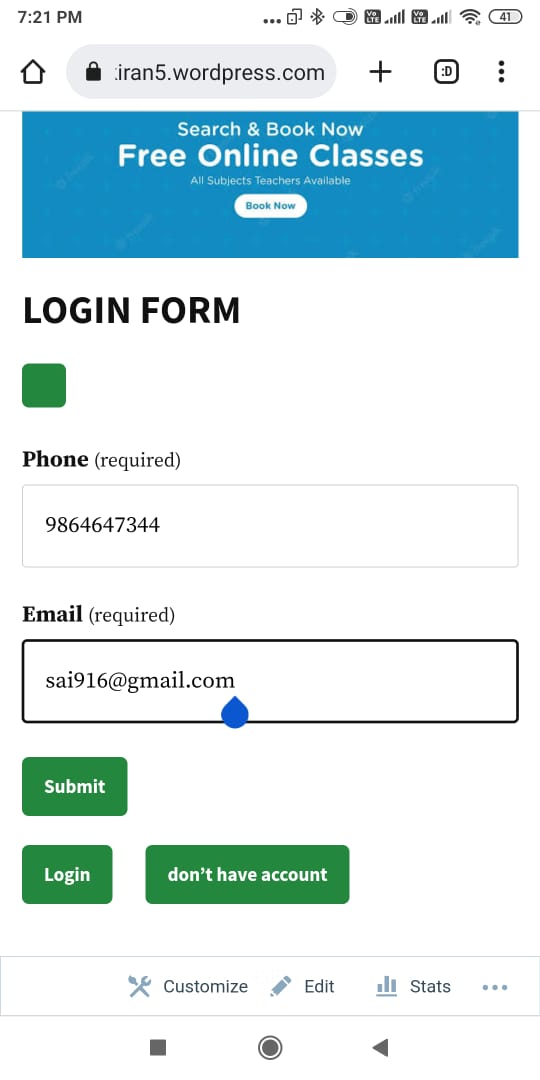 7:21 PM
41
:iran5.wordpress.com
:D
Search & Book Now
Free Online Classes
All Subjects Teachers Available
Book Now
LOGIN FORM
Phone (required)
9864647344
Email (required)
sai916@gmail.com
Submit
Login don’t have account
Customize Edit Stats